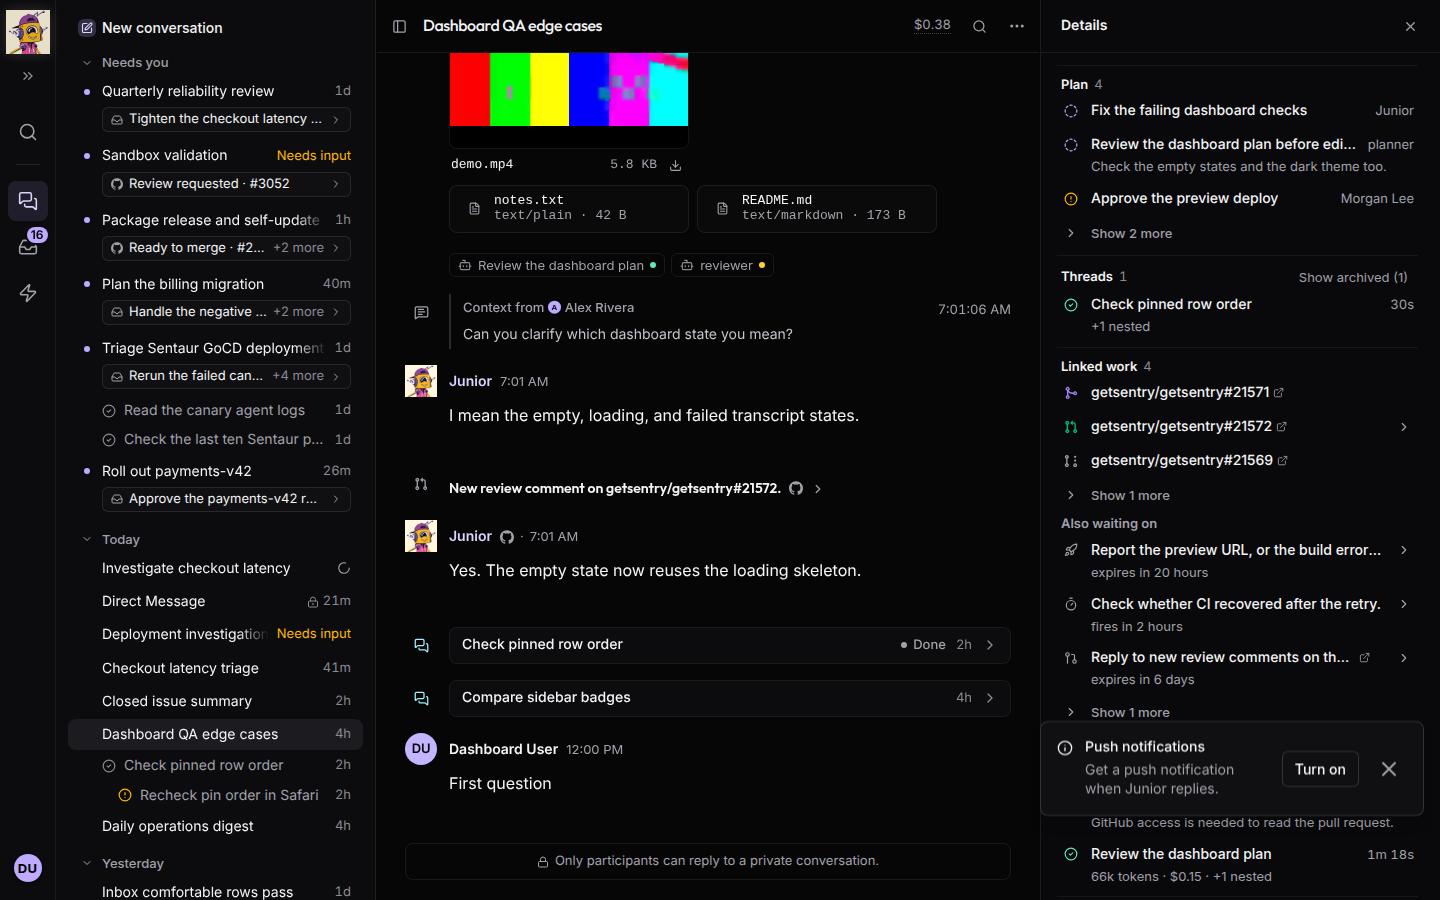 New conversation
Needs you
Quarterly reliability review 1d
Tighten the checkout latency ...
Sandbox validation Needs input
Review requested · #3052
Package release and self-update 1h
Ready to merge · #2... +2 more
Plan the billing migration 40m
Handle the negative ... +2 more
Triage Sentaur GoCD deployment 1d
Rerun the failed can... +4 more
Read the canary agent logs 1d
Check the last ten Sentaur p... 1d
Roll out payments-v42 26m
Approve the payments-v42 r...
Today
Investigate checkout latency
Direct Message 21m
Deployment investigation Needs input
Checkout latency triage 41m
Closed issue summary 2h
Dashboard QA edge cases 4h
Check pinned row order 2h
Recheck pin order in Safari 2h
Daily operations digest 4h
Yesterday
Inbox comfortable rows pass 1d
16
DU
Dashboard QA edge cases $0.38
demo.mp4 5.8 KB
notes.txt
text/plain · 42 B
README.md
text/markdown · 173 B
Review the dashboard plan
reviewer
Context from A Alex Rivera 7:01:06 AM
Can you clarify which dashboard state you mean?
Junior 7:01 AM
I mean the empty, loading, and failed transcript states.
New review comment on getsentry/getsentry#21572.
Junior · 7:01 AM
Yes. The empty state now reuses the loading skeleton.
Check pinned row order Done 2h
Compare sidebar badges 4h
DU Dashboard User 12:00 PM
First question
Only participants can reply to a private conversation.
Details
Plan 4
Fix the failing dashboard checks Junior
Review the dashboard plan before edi... planner
Check the empty states and the dark theme too.
Approve the preview deploy Morgan Lee
Show 2 more
Threads 1 Show archived (1)
Check pinned row order 30s
+1 nested
Linked work 4
getsentry/getsentry#21571
getsentry/getsentry#21572
getsentry/getsentry#21569
Show 1 more
Also waiting on
Report the preview URL, or the build error...
expires in 20 hours
Check whether CI recovered after the retry.
fires in 2 hours
Reply to new review comments on th...
expires in 6 days
Show 1 more
Push notifications
Get a push notification
when Junior replies.
Turn on
GitHub access is needed to read the pull request.
Review the dashboard plan 1m 18s
66k tokens · $0.15 · +1 nested